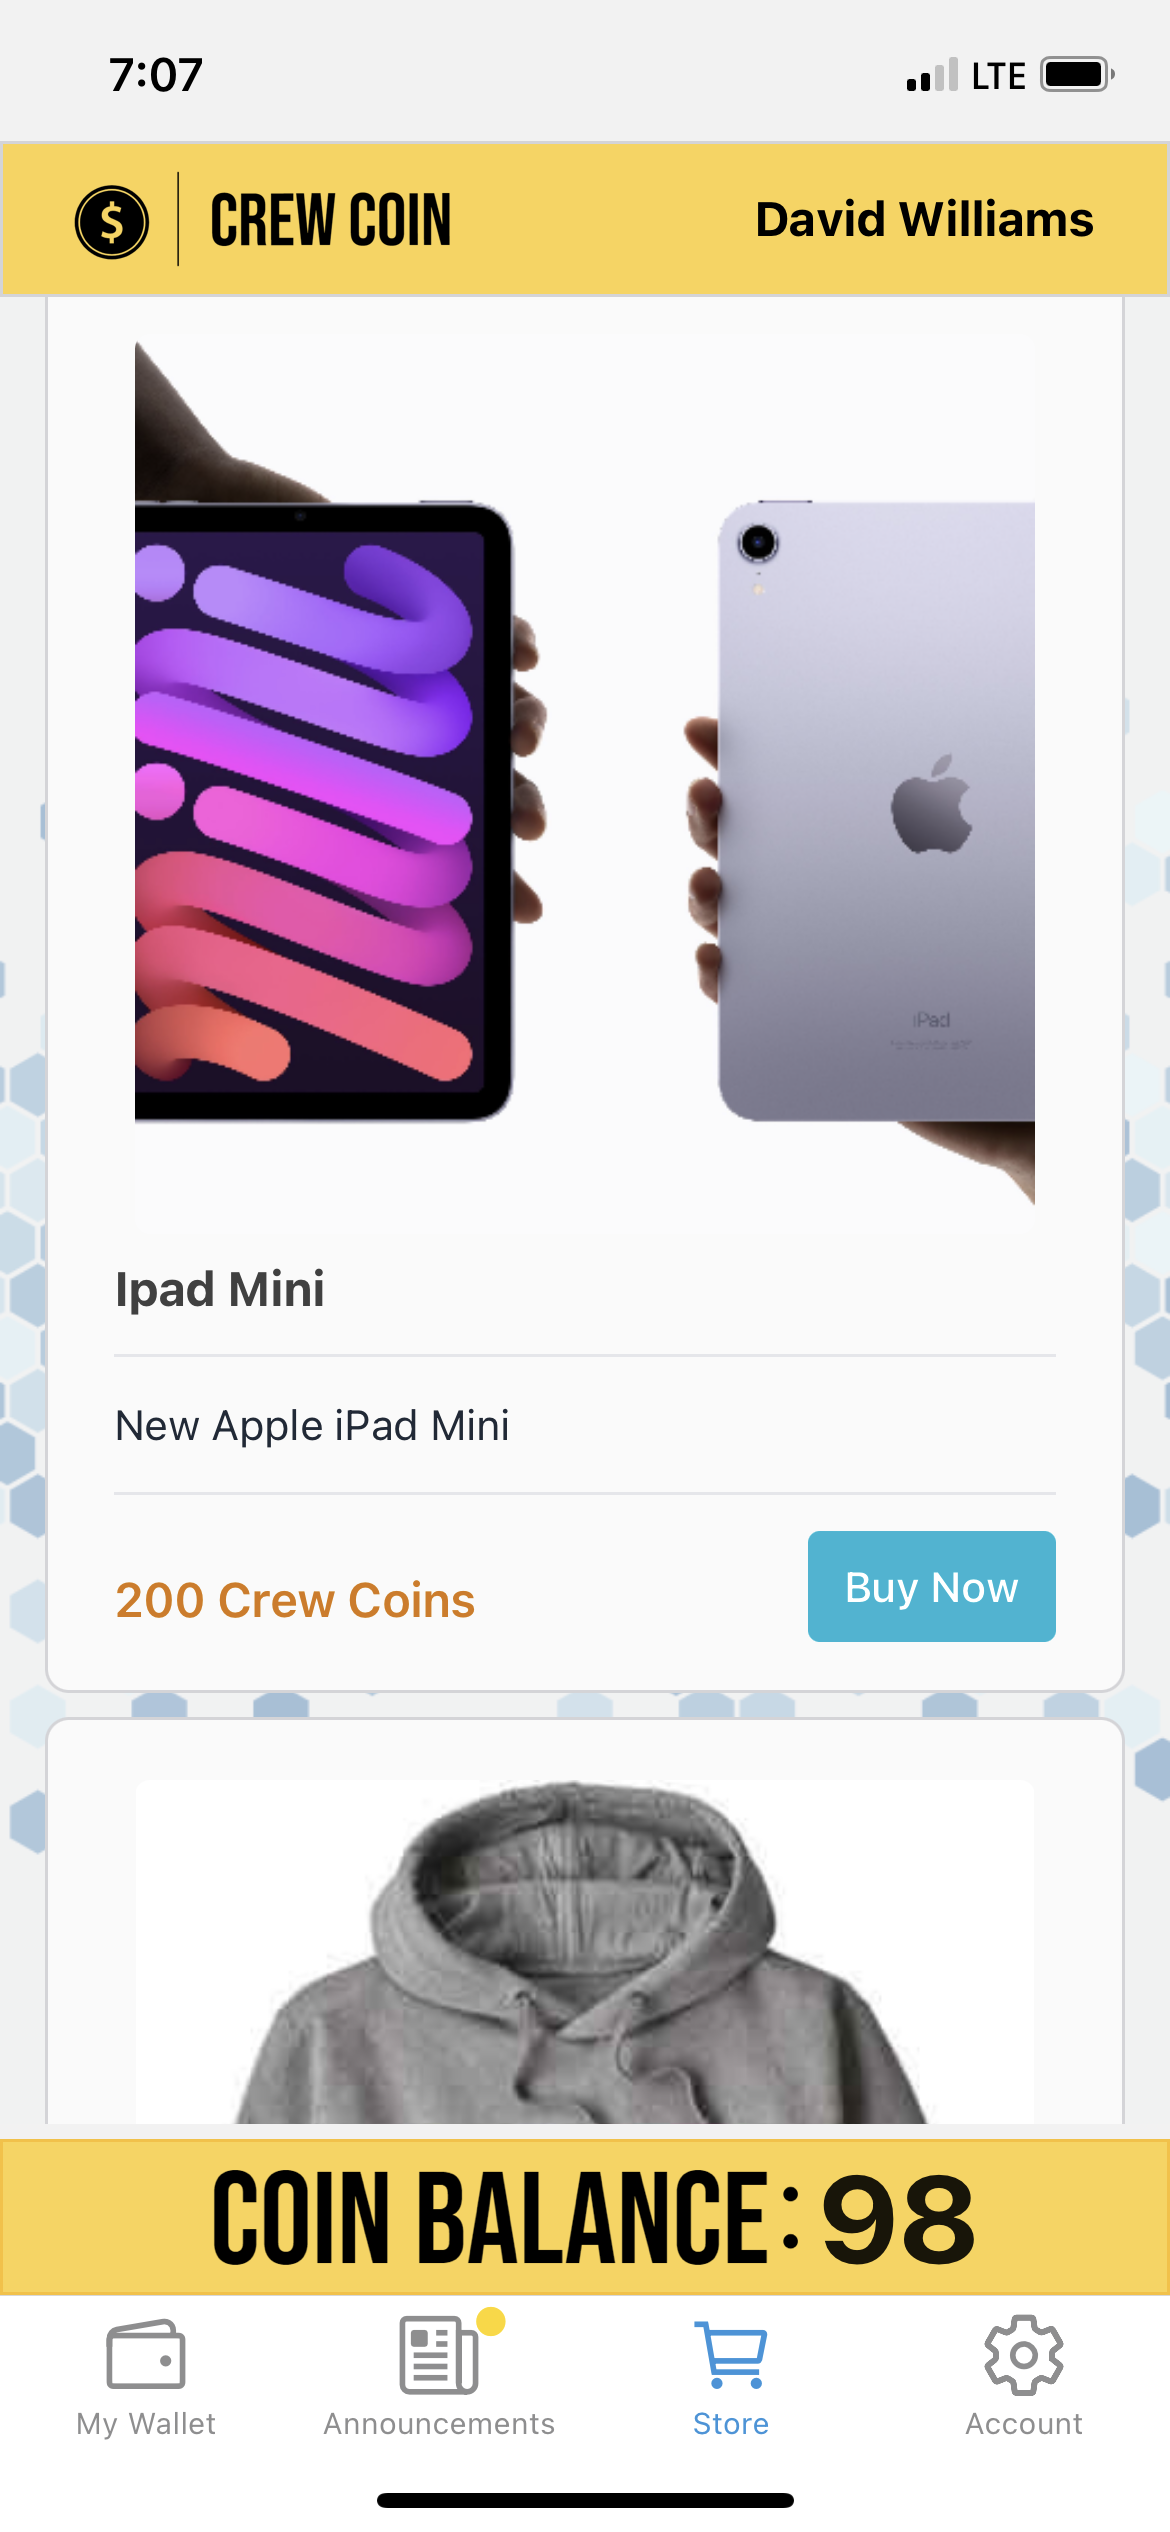 7:07
LTE
$
CREW COIN
David Williams
iPad
Ipad Mini
New Apple iPad Mini
200 Crew Coins
Buy Now
COIN BALANCE: 98
My Wallet
Announcements
Store
Account